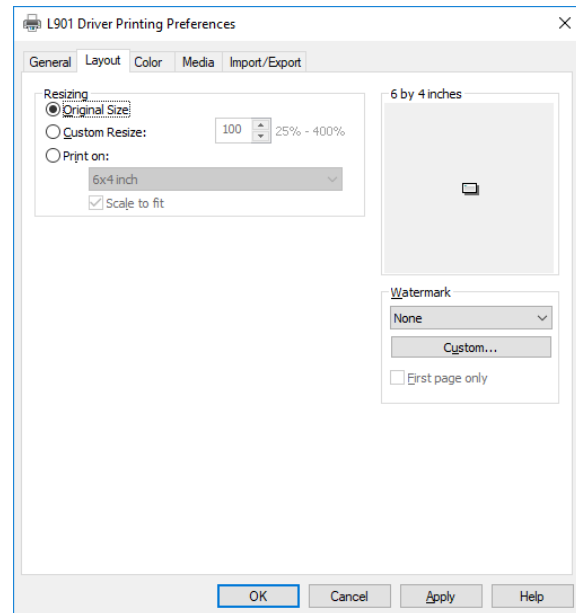 L901 Driver Printing Preferences
General Layout Color Media Import/Export
Resizing
Original Size
Custom Resize: 100 25% - 400%
Print on:
6x4 inch
Scale to fit
6 by 4 inches
Watermark
None
Custom...
First page only
OK Cancel Apply Help